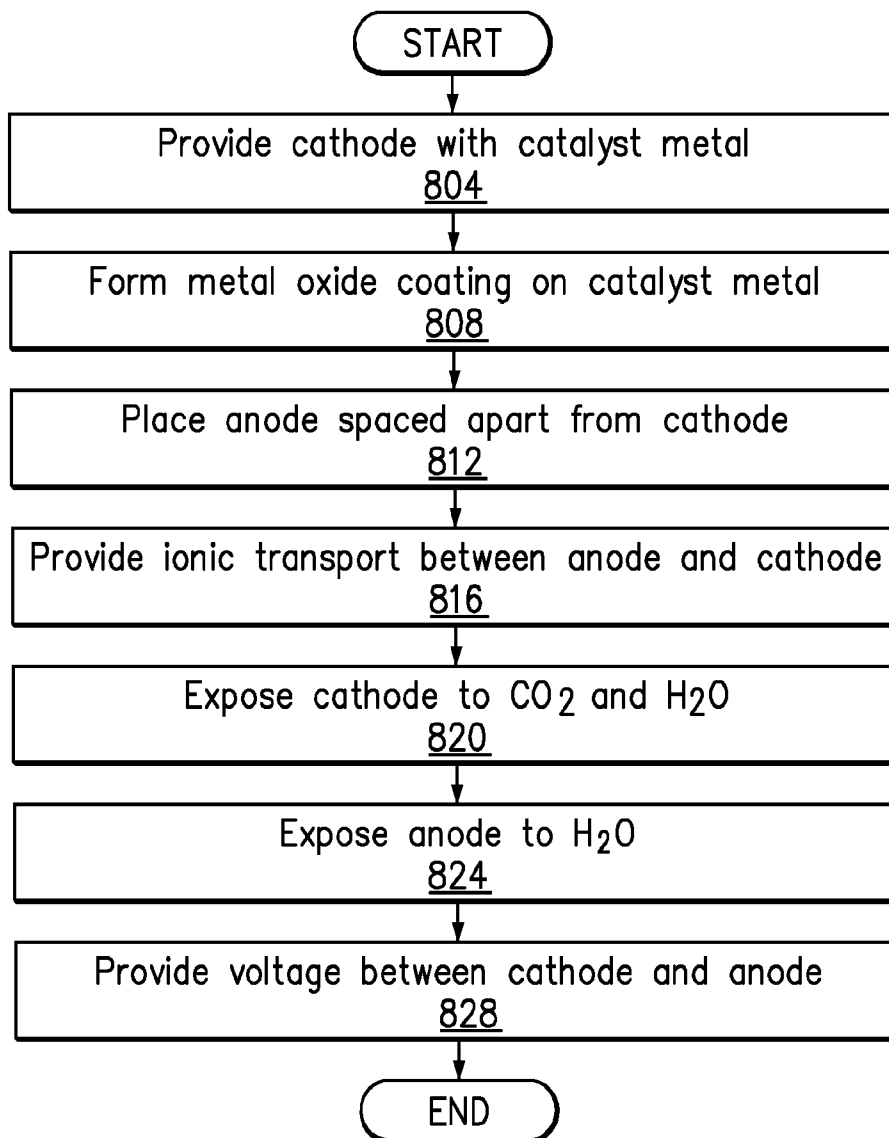 START
Provide cathode with catalyst metal
804
Form metal oxide coating on catalyst metal
808
Place anode spaced apart from cathode
812
Provide ionic transport between anode and cathode
816
Expose cathode to CO2 and H2O
820
Expose anode to H2O
824
Provide voltage between cathode and anode
828
END